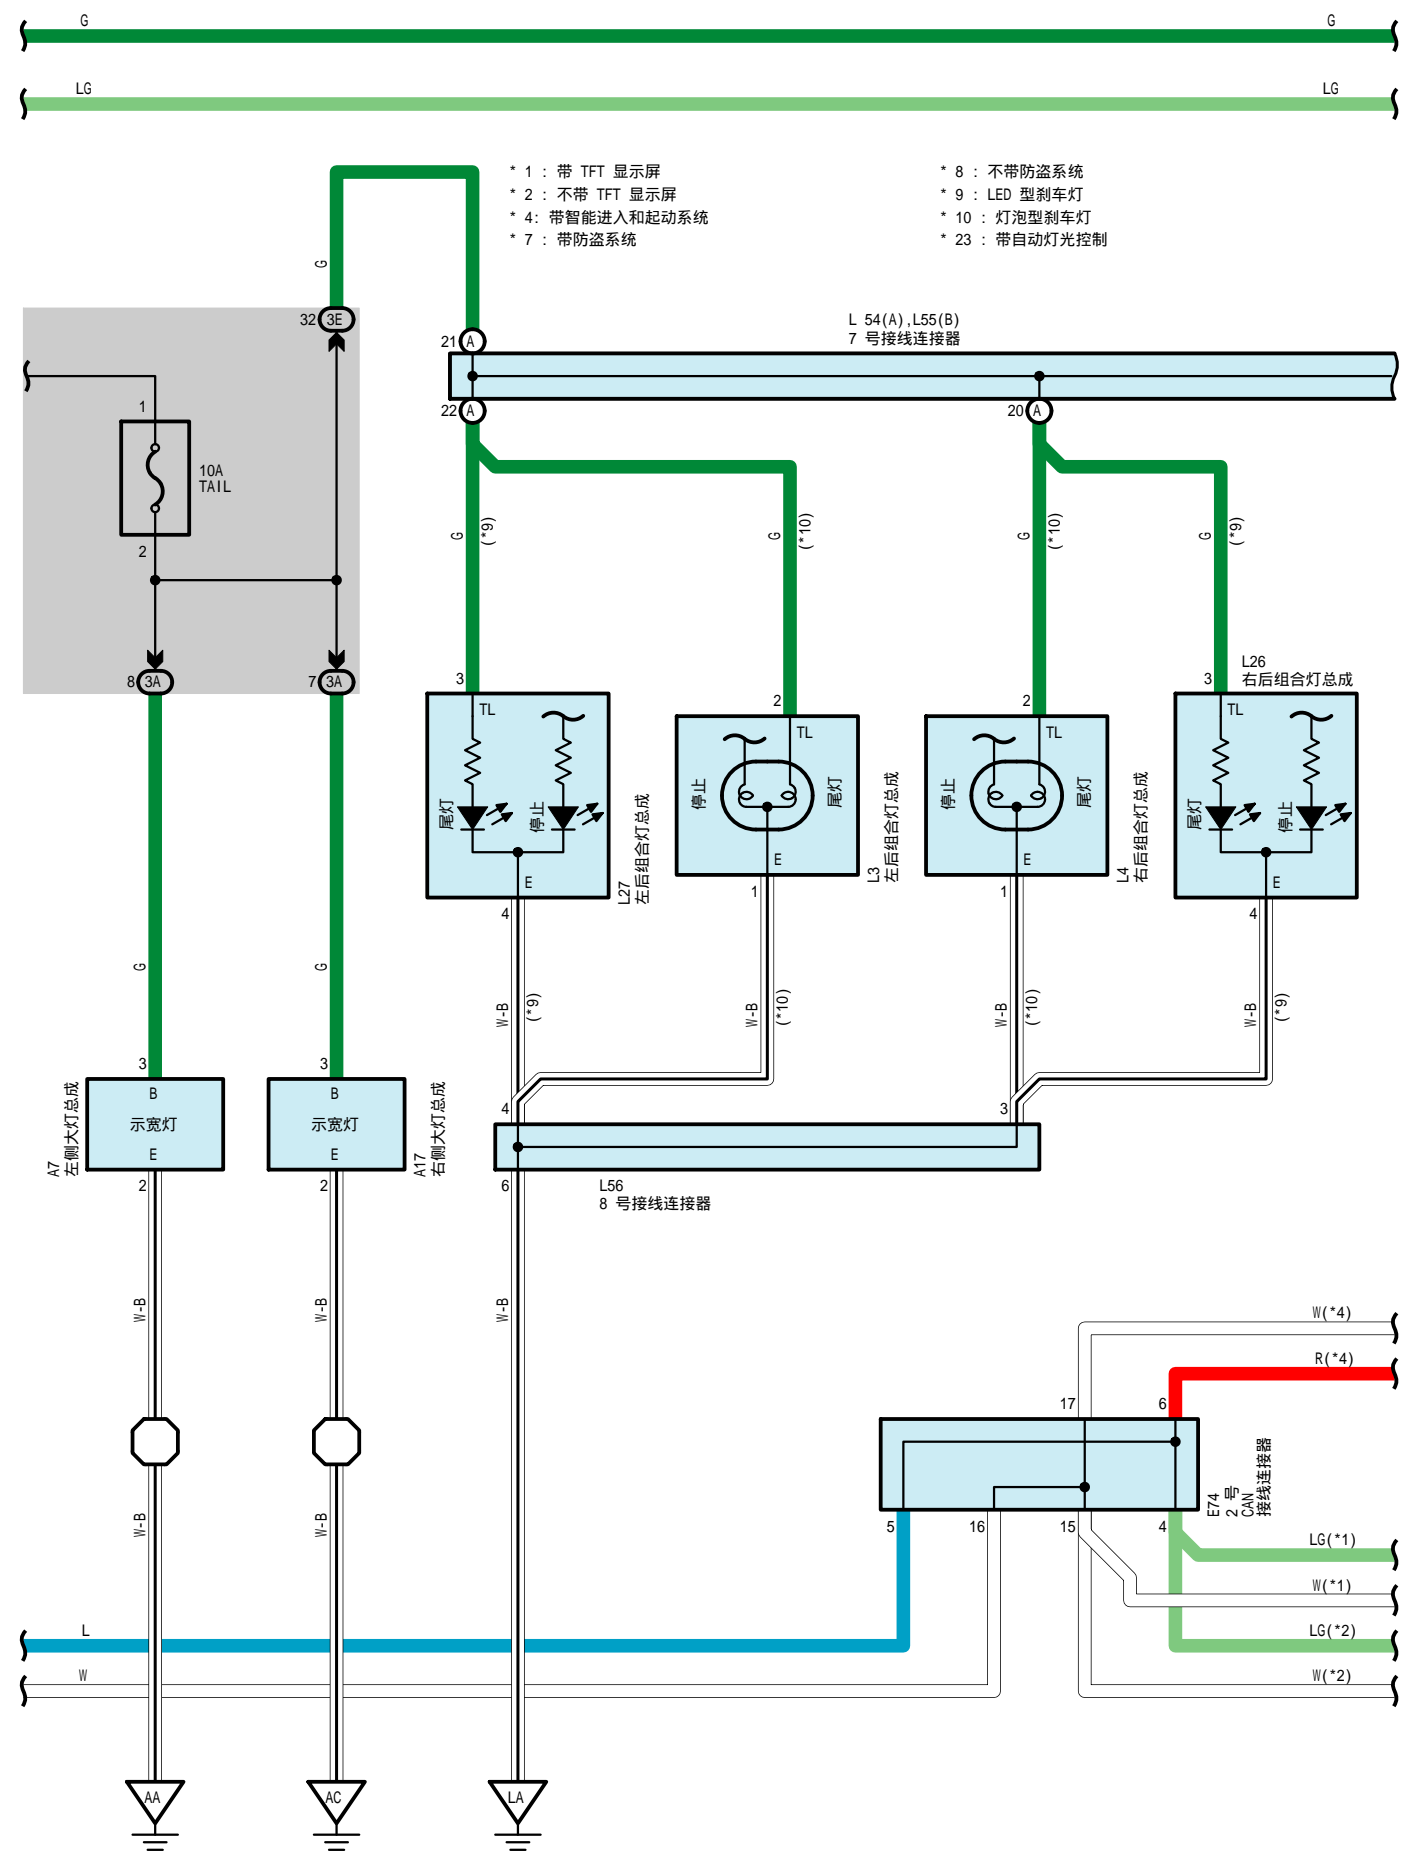 G
G
LG
LG
* 1 : 带 TFT 显示屏
* 2 : 不带 TFT 显示屏
* 4: 带智能进入和起动系统
* 7 : 带防盗系统
* 8 : 不带防盗系统
* 9 : LED 型刹车灯
* 10 : 灯泡型刹车灯
* 23 : 带自动灯光控制
G
32 3E
L 54(A),L55(B)
7 号接线连接器
21 A
22 A
20 A
1
10A
TAIL
2
G
(*9)
G
(*10)
G
(*10)
G
(*9)
8 3A
7 3A
3
2
2
3
L26
右后组合灯总成
TL
TL
TL
TL
尾灯
停止
停止
尾灯
停止
尾灯
尾灯
停止
E
E
E
E
L27
左后组合灯总成
L3
左后组合灯总成
L4
右后组合灯总成
4
1
1
4
G
G
W-B
(*9)
W-B
(*10)
W-B
(*10)
W-B
(*9)
3
3
4
3
B
示宽灯
E
A7
左侧大灯总成
B
示宽灯
E
A17
右侧大灯总成
2
2
6
L56
8 号接线连接器
W-B
W-B
W-B
W(*4)
R(*4)
17
6
E74
2 号
CAN
接线连接器
5
16
15
4
W-B
W-B
LG(*1)
W(*1)
L
LG(*2)
W
W(*2)
AA
AC
LA